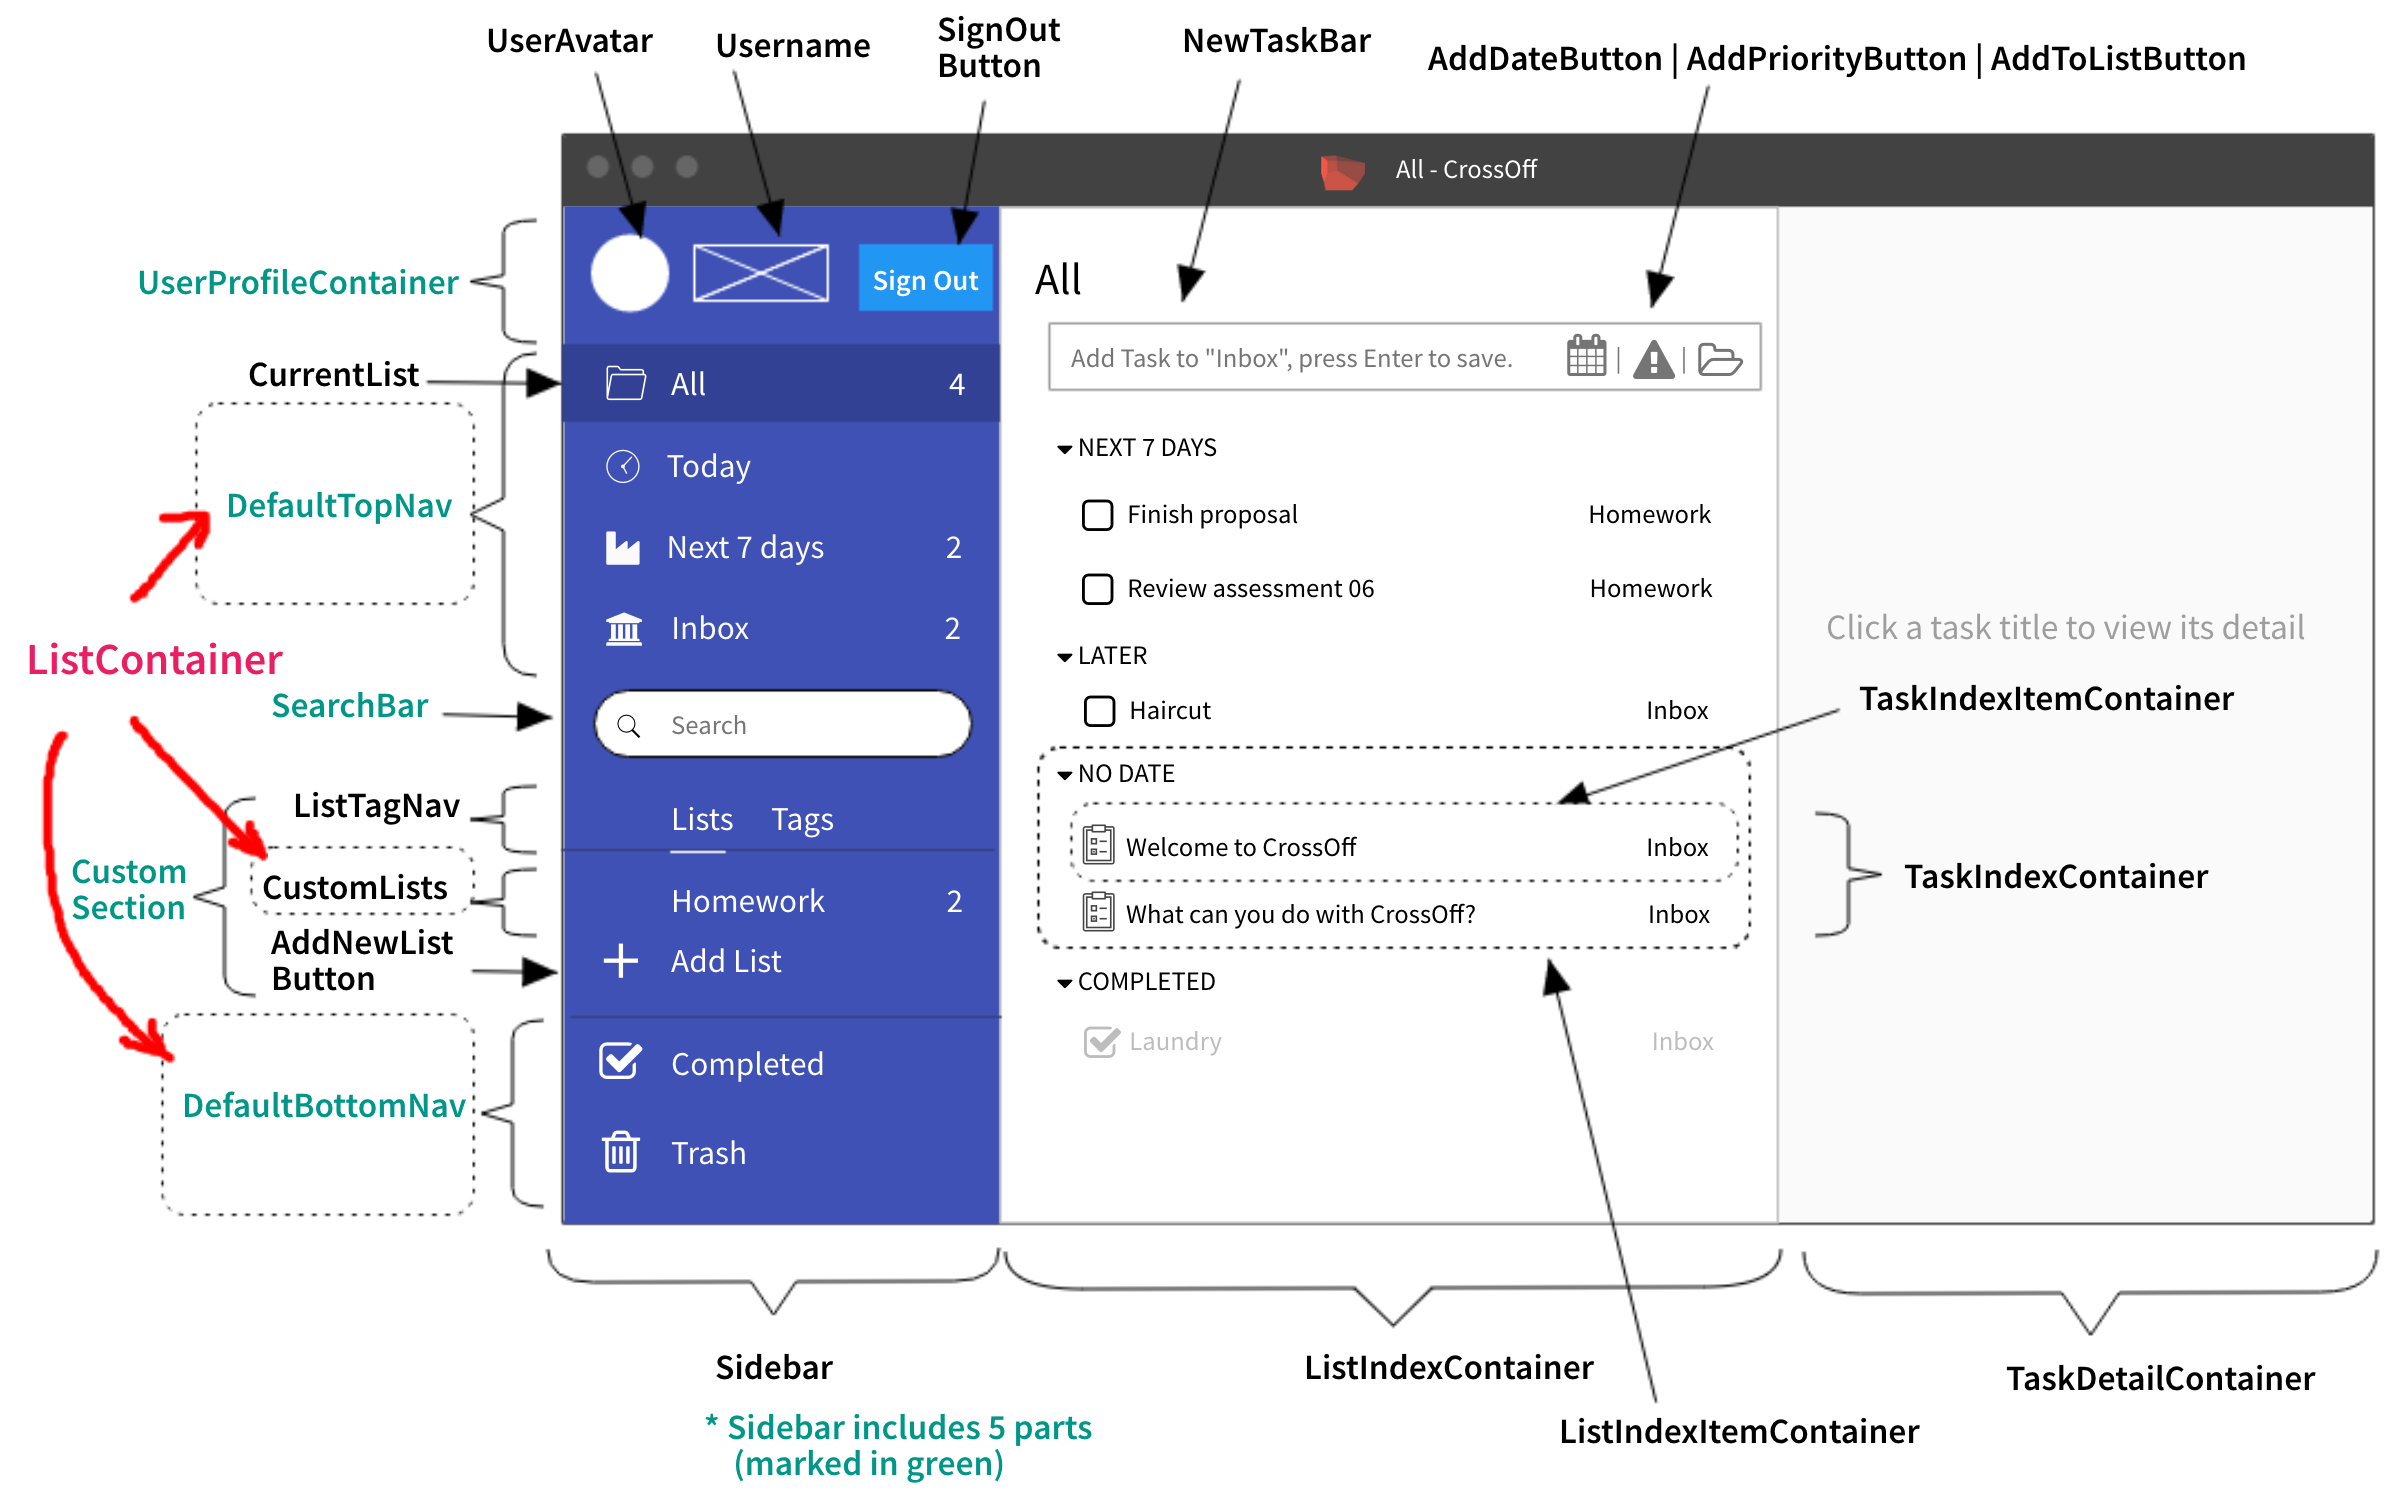 UserAvatar
Username
SignOut
Button
NewTaskBar
AddDateButton | AddPriorityButton | AddToListButton
All - CrossOff
UserProfileContainer
Sign Out
All
CurrentList
All 4
Add Task to "Inbox", press Enter to save.
DefaultTopNav
Today
Next 7 days 2
Inbox 2
NEXT 7 DAYS
Finish proposal Homework
Review assessment 06 Homework
LATER
Haircut Inbox
Click a task title to view its detail
ListContainer
SearchBar
Search
TaskIndexItemContainer
NO DATE
Welcome to CrossOff Inbox
What can you do with CrossOff? Inbox
TaskIndexContainer
ListTagNav
Lists Tags
Custom
Section
CustomLists
Homework 2
AddNewList
Button
Add List
COMPLETED
Laundry Inbox
DefaultBottomNav
Completed
Trash
Sidebar
* Sidebar includes 5 parts
(marked in green)
ListIndexContainer
ListIndexItemContainer
TaskDetailContainer